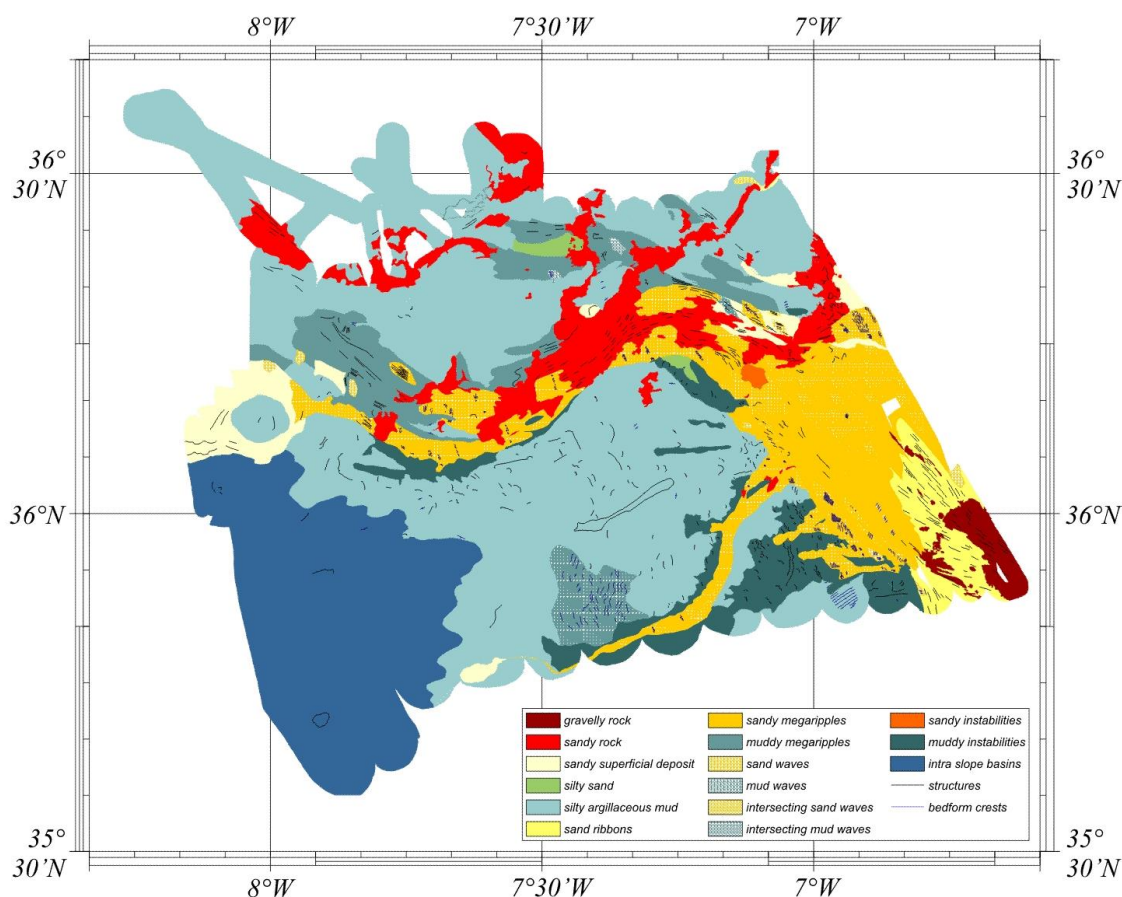 8°W 7°30'W 7°W
36° 36°
30'N 30'N
36°N 36°N
gravelly rock sandy megaripples sandy instabilities
sandy rock muddy megaripples muddy instabilities
sandy superficial deposit sand waves intra slope basins
silty sand mud waves structures
silty argillaceous mud intersecting sand waves bedform crests
sand ribbons intersecting mud waves
35° 35°
30'N 30'N
8°W 7°30'W 7°W